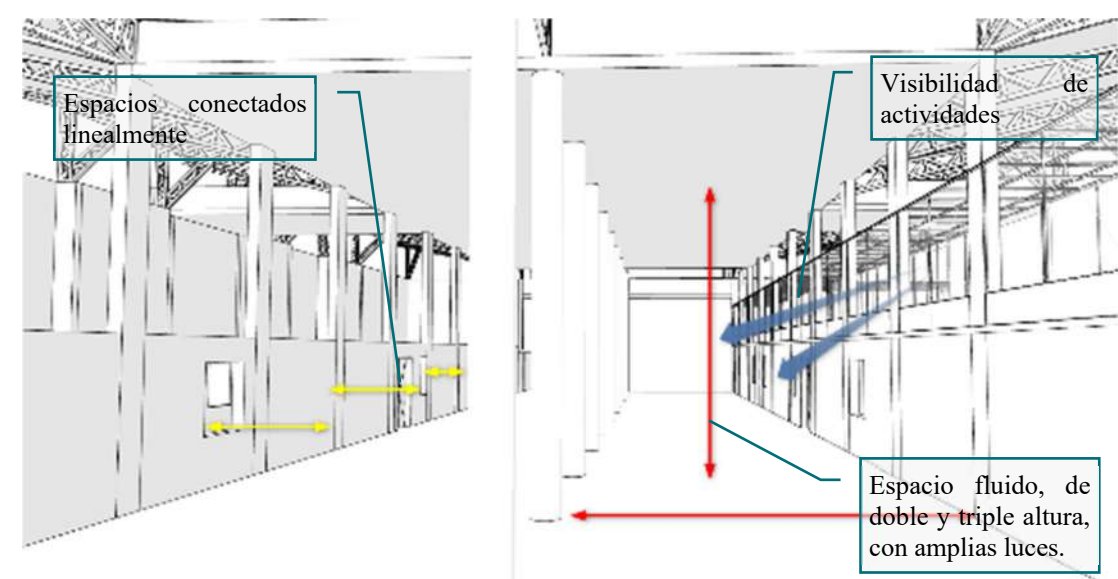 Espacios conectados
linealmente
Visibilidad de
actividades
Espacio fluido, de
doble y triple altura,
con amplias luces.